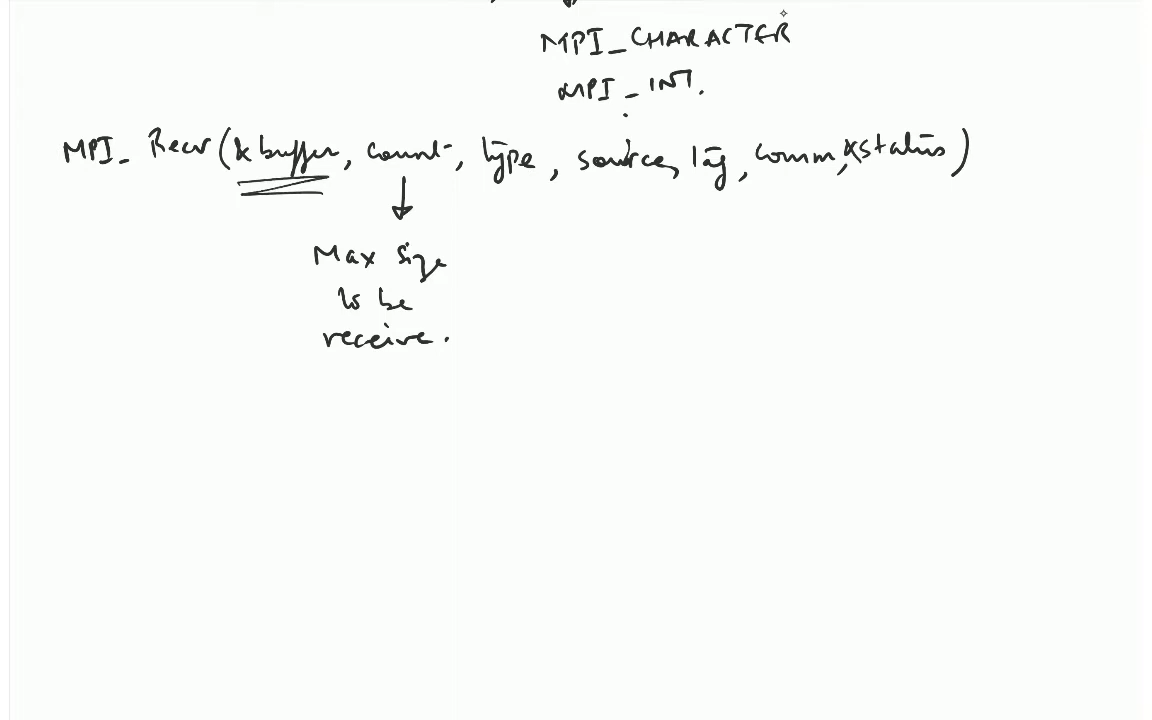 MPI_CHARACTER
MPI_INT.
MPI_Recv(&buffer, count, type, source, tag, comm, &status)
Max size
to be
receive.